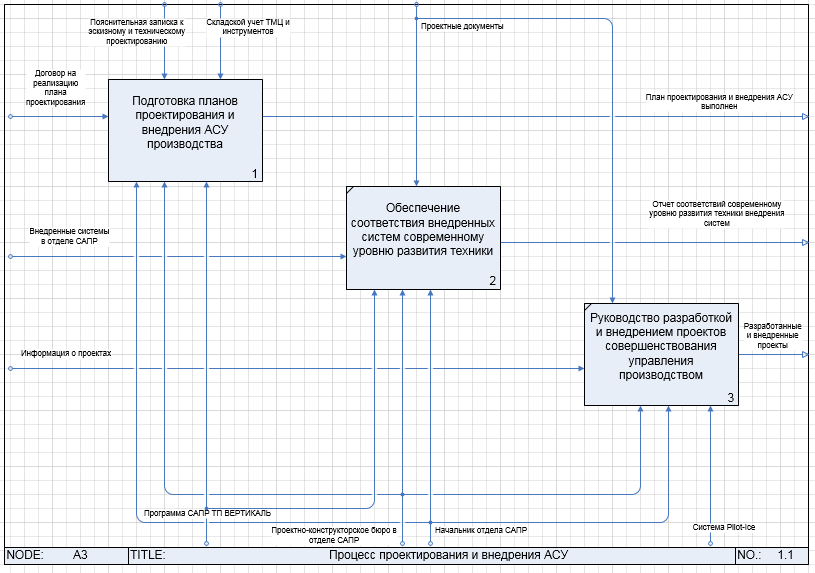 Пояснительная записка к
эскизному и техническому
проектированию
Складской учет ТМЦ и
инструментов
Проектные документы
Договор на
реализацию
плана
проектирования
Подготовка планов
проектирования и
внедрения АСУ
производства
1
План проектирования и внедрения АСУ
выполнен
Внедренные системы
в отделе САПР
Обеспечение
соответствия внедренных
систем современному
уровню развития техники
2
Отчет соответствий современному
уровню развития техники внедрения
систем
Информация о проектах
Руководство разработкой
и внедрением проектов
совершенствования
управления
производством
3
Разработанные
и внедренные
проекты
Программа САПР ТП ВЕРТИКАЛЬ
Проектно-конструкторское бюро в
отделе САПР
Начальник отдела САПР
Система Pilot-Ice
NODE: A3
TITLE: Процесс проектирования и внедрения АСУ
NO.: 1.1